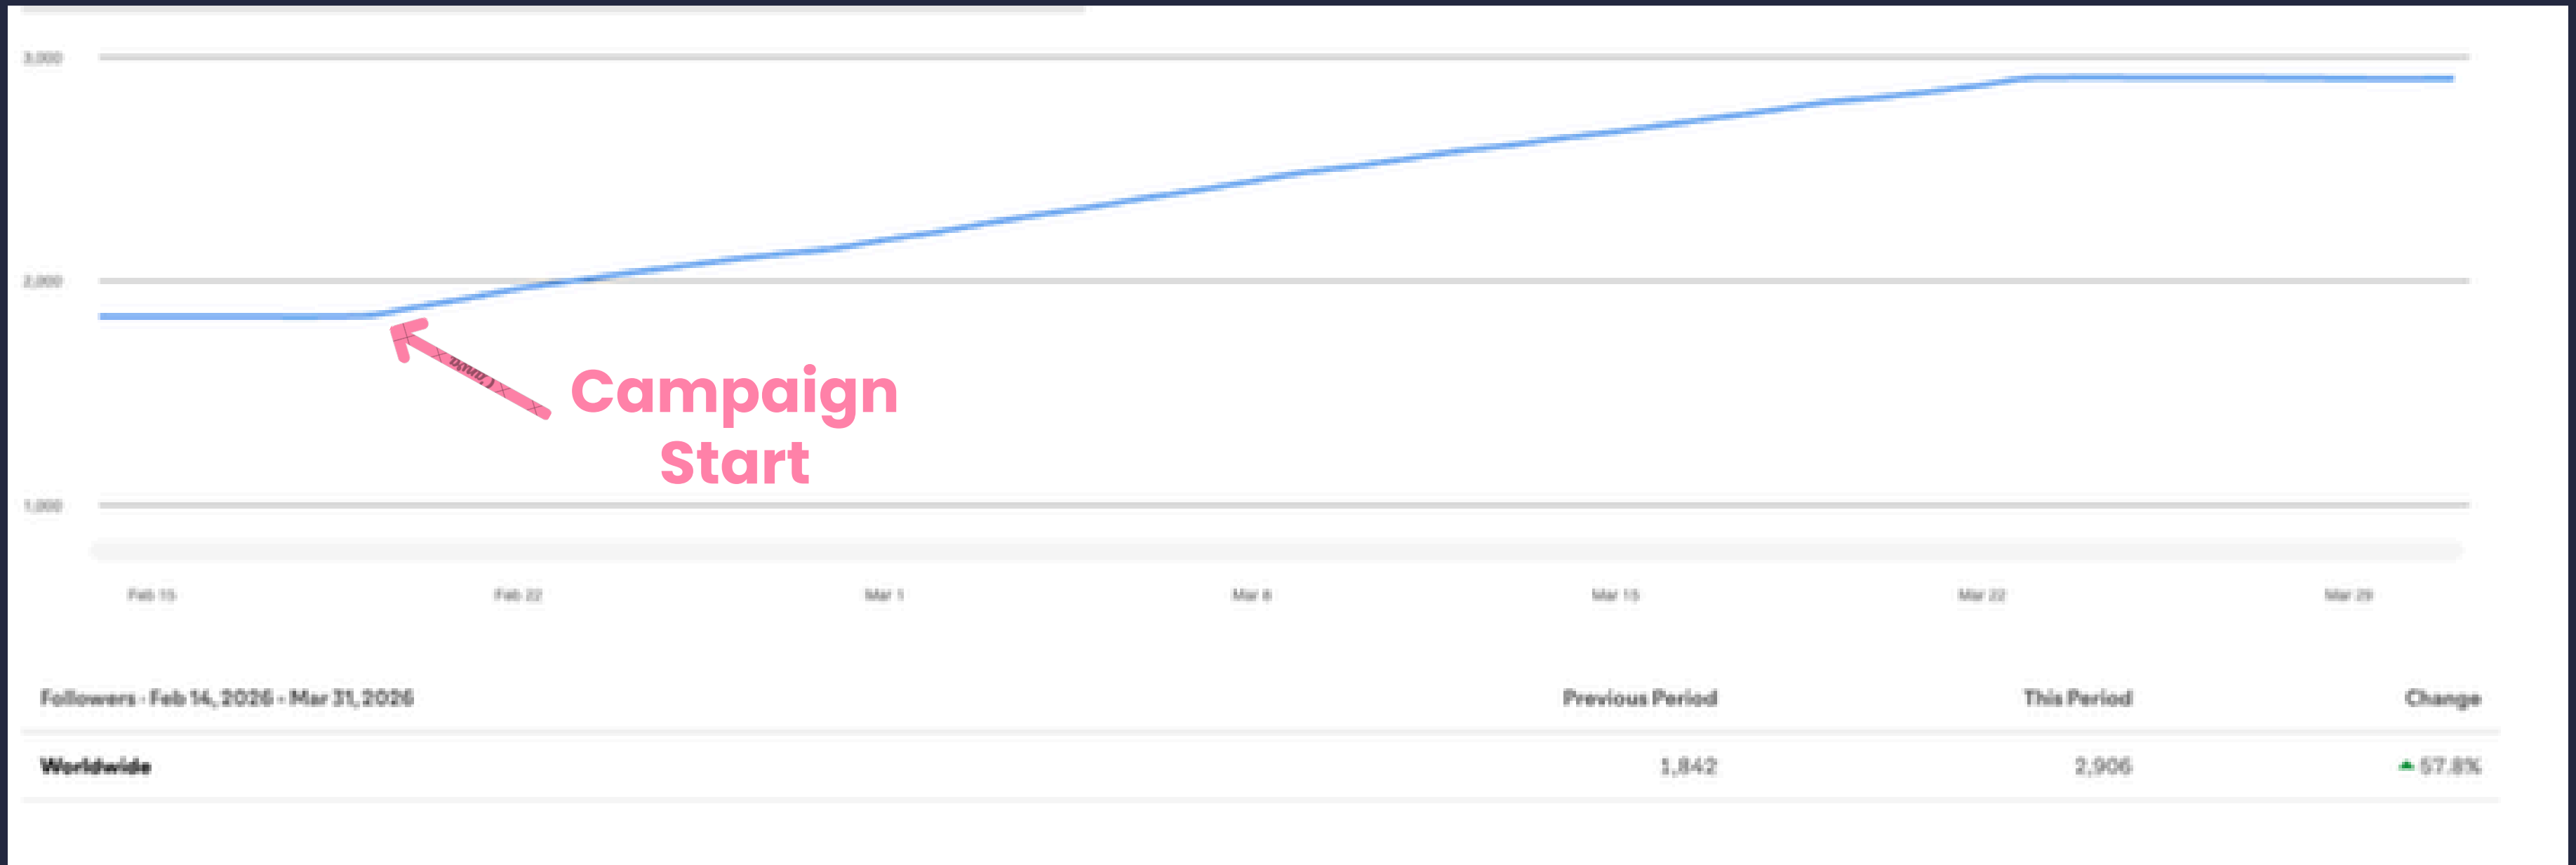 3,000
2,000
Canva
Campaign
Start
1,000
Feb 15 Feb 22 Mar 1 Mar 8 Mar 15 Mar 22 Mar 29
Followers · Feb 14, 2026 - Mar 31, 2026 Previous Period This Period Change
Worldwide 1,842 2,906 57.8%